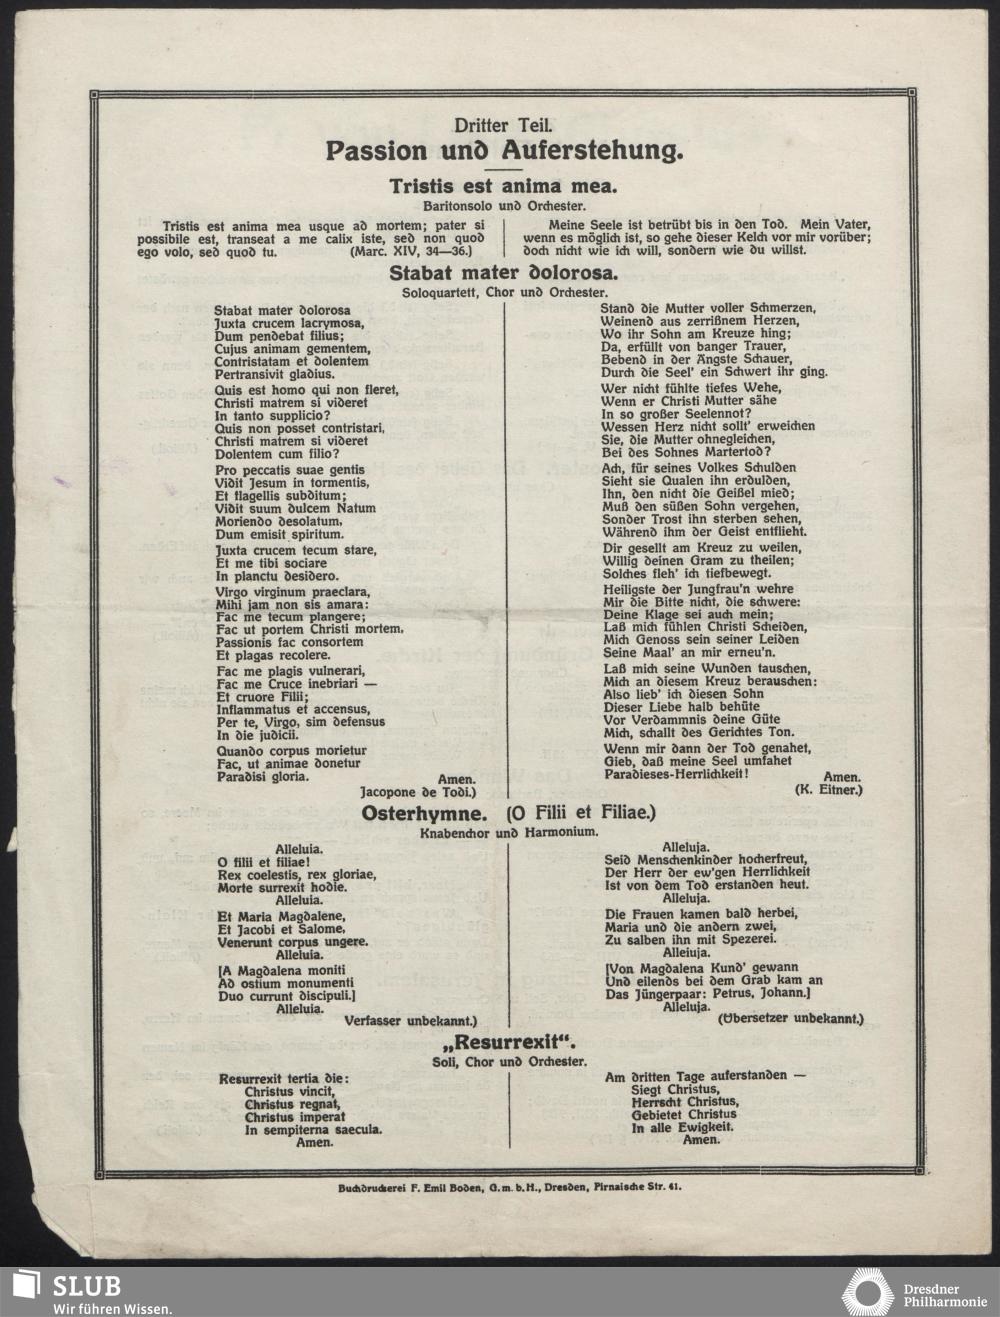 Dritter Teil.
Passion und Auferstehung.
Tristis est anima mea.
Baritonsolo und Orchester.
Tristis est anima mea usque ad mortem; pater si
possibile est, transeat a me calix iste, sed non quod
ego volo, sed quod tu. (Marc. XIV, 34—36.)
Meine Seele ist betrübt bis in den Tod. Mein Vater,
wenn es möglich ist, so gehe dieser Kelch vor mir vorüber;
doch nicht wie ich will, sondern wie du willst.
Stabat mater dolorosa.
Soloquartett, Chor und Orchester.
Stabat mater dolorosa
Juxta crucem lacrymosa,
Dum pendebat filius;
Cujus animam gementem,
Contristatam et dolentem
Pertransivit gladius.
Quis est homo qui non fleret,
Christi matrem si videret
In tanto supplicio?
Quis non posset contristari,
Christi matrem si videret
Dolentem cum filio?
Pro peccatis suae gentis
Vidit Jesum in tormentis,
Et flagellis subditum;
Vidit suum dulcem Natum
Moriendo desolatum,
Dum emisit spiritum.
Juxta crucem tecum stare,
Et me tibi sociare
In planctu desidero.
Virgo virginum praeclara,
Mihi jam non sis amara:
Fac me tecum plangere;
Fac ut portem Christi mortem,
Passionis fac consortem
Et plagas recolere.
Fac me plagis vulnerari,
Fac me Cruce inebriari —
Et cruore Filii;
Inflammatus et accensus,
Per te, Virgo, sim defensus
In die judicii.
Quando corpus morietur
Fac, ut animae donetur
Paradisi gloria. Amen.
Jacopone de Todi.)
Stand die Mutter voller Schmerzen,
Weinend aus zerrißnem Herzen,
Wo ihr Sohn am Kreuze hing;
Da, erfüllt von banger Trauer,
Bebend in der Ängste Schauer,
Durch die Seel' ein Schwert ihr ging.
Wer nicht fühlte tiefes Wehe,
Wenn er Christi Mutter sähe
In so großer Seelennot?
Wessen Herz nicht sollt' erweichen
Sie, die Mutter ohnegleichen,
Bei des Sohnes Martertod?
Ach, für seines Volkes Schulden
Sieht sie Qualen ihn erdulden,
Ihn, den nicht die Geißel mied;
Muß den süßen Sohn vergehen,
Sonder Trost ihn sterben sehen,
Während ihm der Geist entflieht.
Dir gesellt am Kreuz zu weilen,
Willig deinen Gram zu theilen;
Solches fleh' ich tiefbewegt.
Heiligste der Jungfrau'n wehre
Mir die Bitte nicht, die schwere:
Deine Klage sei auch mein;
Laß mich fühlen Christi Scheiden,
Mich Genoss sein seiner Leiden
Seine Maal' an mir erneu'n.
Laß mich seine Wunden tauschen,
Mich an diesem Kreuz berauschen:
Also lieb' ich diesen Sohn
Dieser Liebe halb behüte
Vor Verdammnis deine Güte
Mich, schallt des Gerichtes Ton.
Wenn mir dann der Tod genahet,
Gieb, daß meine Seel umfahet
Paradieses-Herrlichkeit! Amen.
(K. Eitner.)
Osterhymne. (O Filii et Filiae.)
Knabenchor und Harmonium.
Alleluia.
O filii et filiae!
Rex coelestis, rex gloriae,
Morte surrexit hodie.
Alleluia.
Et Maria Magdalene,
Et Jacobi et Salome,
Venerunt corpus ungere.
Alleluia.
[A Magdalena moniti
Ad ostium monumenti
Duo currunt discipuli.]
Alleluia.
Verfasser unbekannt.)
Alleluja.
Seid Menschenkinder hocherfreut,
Der Herr der ew'gen Herrlichkeit
Ist von dem Tod erstanden heut.
Alleluja.
Die Frauen kamen bald herbei,
Maria und die andern zwei,
Zu salben ihn mit Spezerei.
Alleluja.
[Von Magdalena Kund' gewann
Und eilends bei dem Grab kam an
Das Jüngerpaar: Petrus, Johann.]
Alleluja.
(Übersetzer unbekannt.)
„Resurrexit“.
Soli, Chor und Orchester.
Resurrexit tertia die:
Christus vincit,
Christus regnat,
Christus imperat
In sempiterna saecula.
Amen.
Am dritten Tage auferstanden —
Siegt Christus,
Herrscht Christus,
Gebietet Christus
In alle Ewigkeit.
Amen.
Buchdruckerei F. Emil Boden, G. m. b. H., Dresden, Pirnaische Str. 41.
SLUB
Wir führen Wissen.
Dresdner
Philharmonie